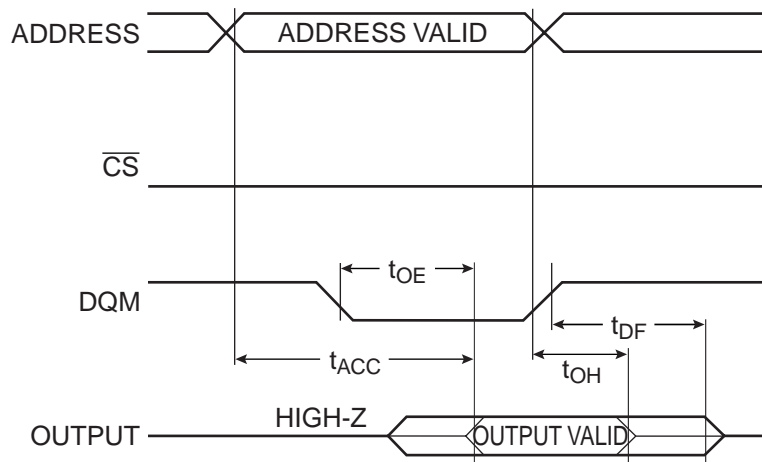 ADDRESS
ADDRESS VALID
CS
tOE
DQM
tDF
tACC
tOH
HIGH-Z
OUTPUT
OUTPUT VALID